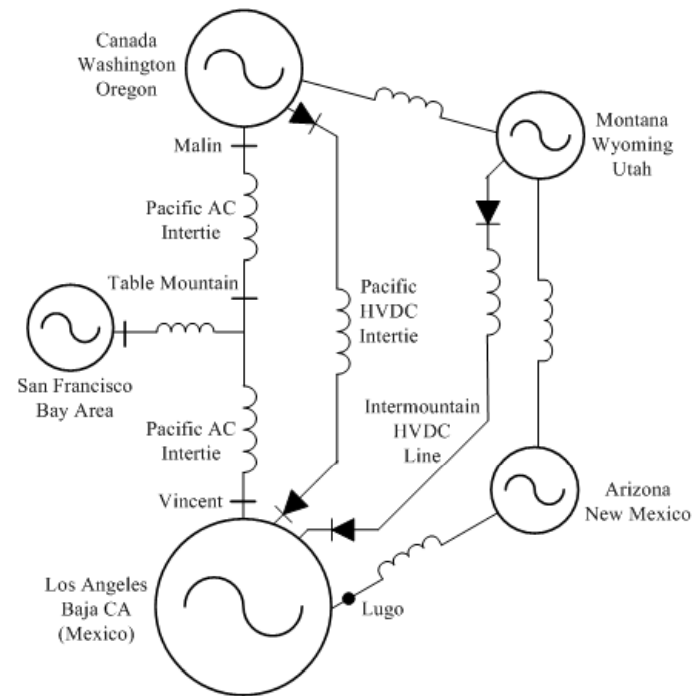 Canada
Washington
Oregon
Montana
Wyoming
Utah
Malin
Pacific AC
Intertie
Table Mountain
Pacific
HVDC
Intertie
San Francisco
Bay Area
Intermountain
HVDC
Line
Pacific AC
Intertie
Vincent
Arizona
New Mexico
Los Angeles
Baja CA
(Mexico)
Lugo